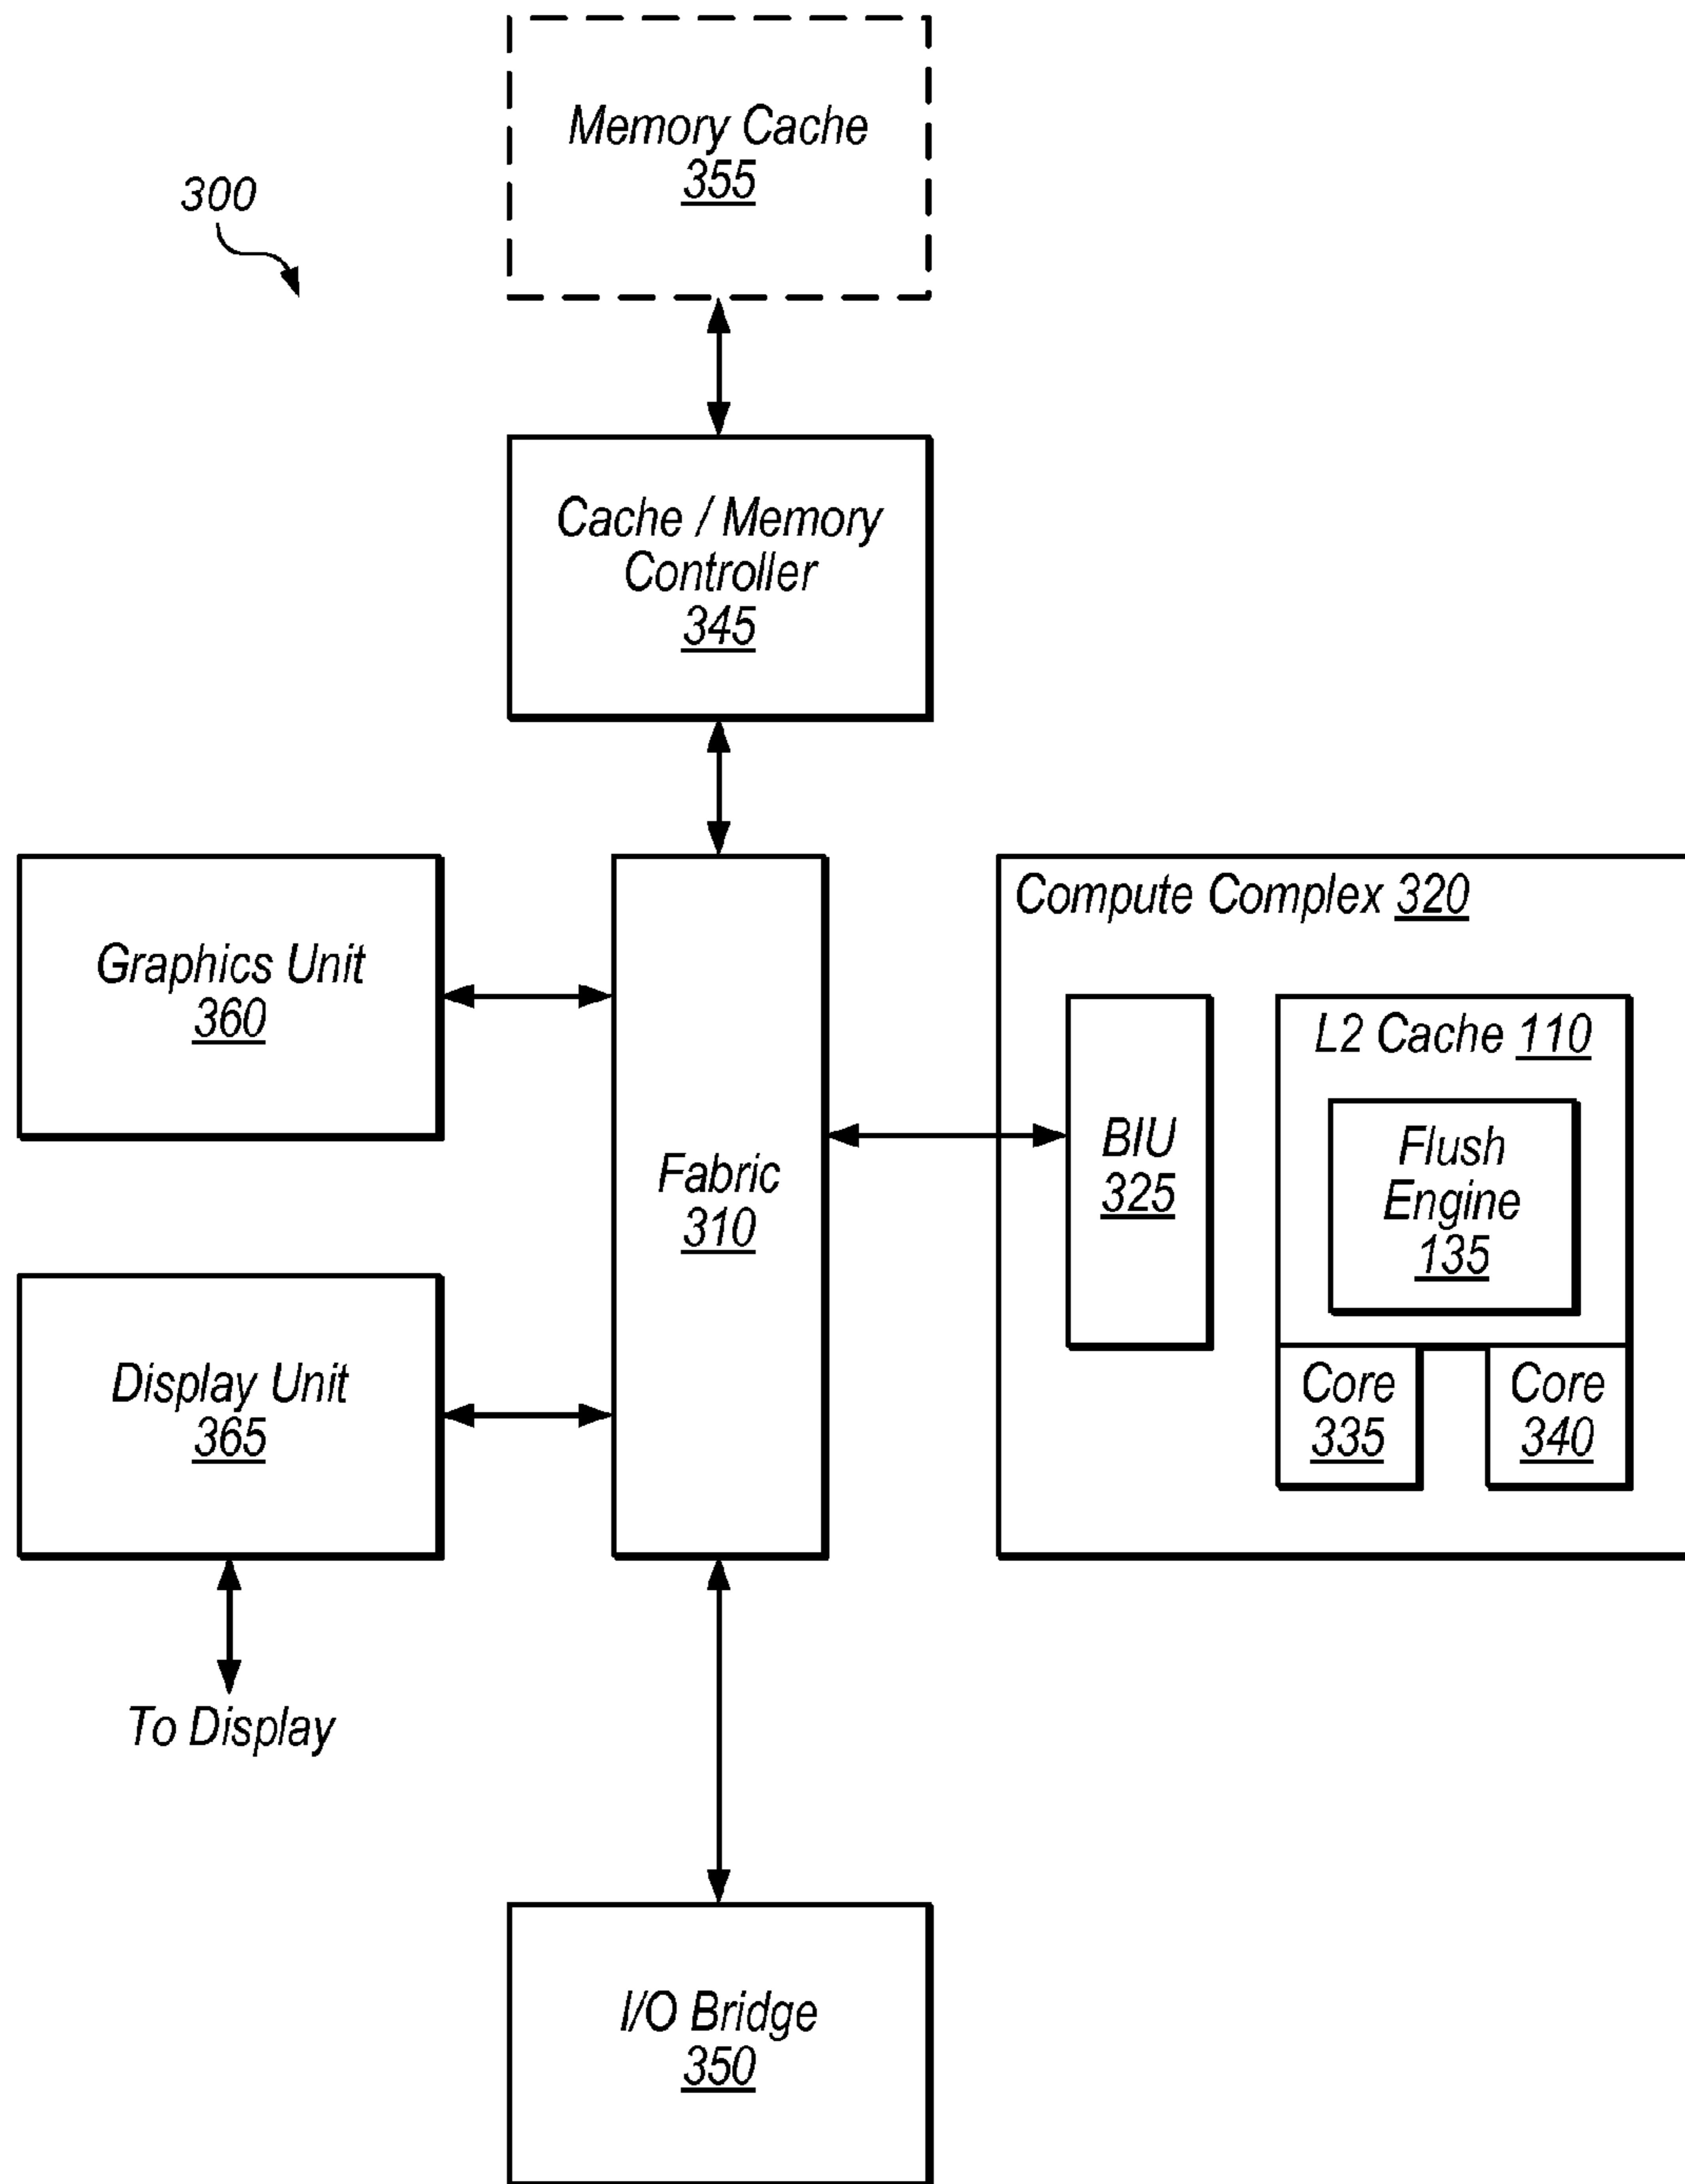 Memory Cache
355
300
Cache / Memory
Controller
345
Graphics Unit
360
Display Unit
365
To Display
Fabric
310
Compute Complex 320
BIU
325
L2 Cache 110
Flush
Engine
135
Core
335
Core
340
I/O Bridge
350